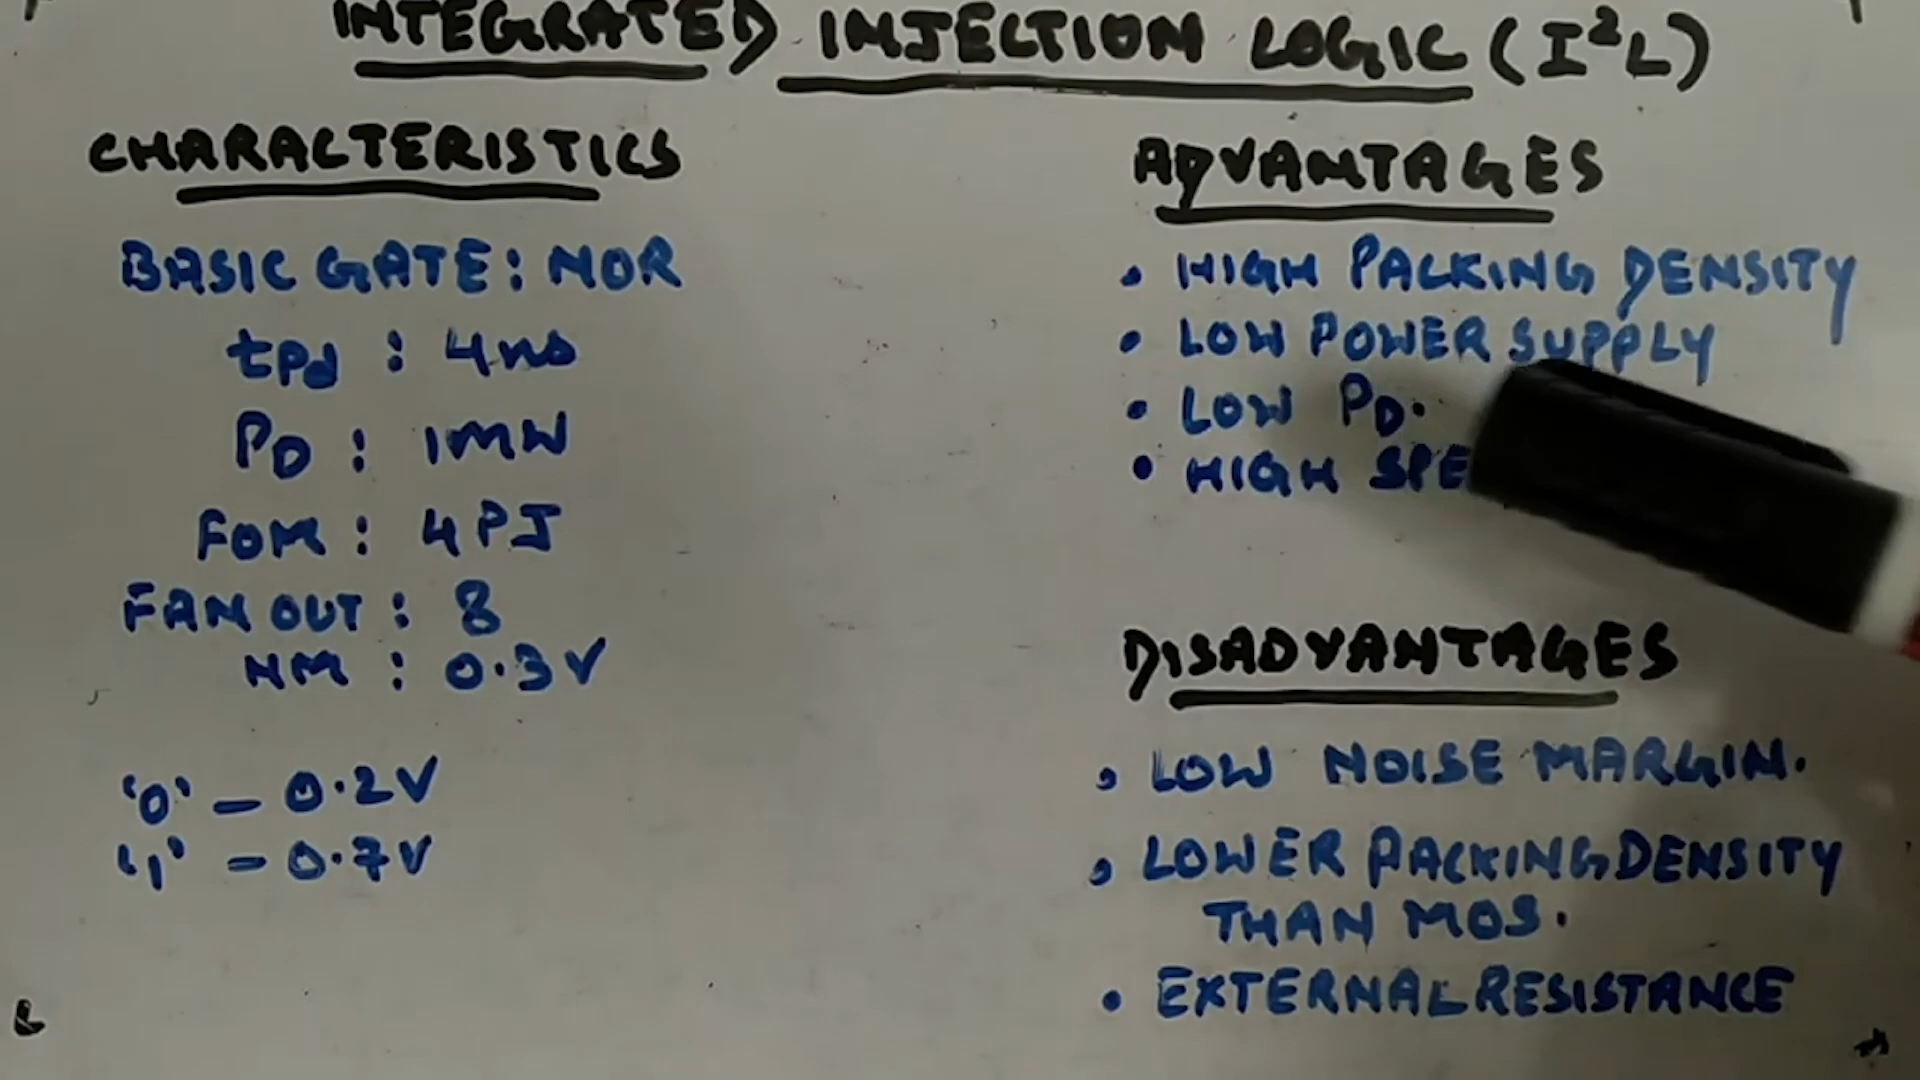 INTEGRATED INJECTION LOGIC (I²L)
CHARACTERISTICS
BASIC GATE : NOR
tpd : 4ns
PD : 1MW
FOM : 4PJ
FAN OUT : 8
NM : 0.3V
'0' - 0.2V
'1' - 0.7V
ADVANTAGES
• HIGH PACKING DENSITY
• LOW POWER SUPPLY
• LOW PD.
• HIGH
DISADVANTAGES
• LOW NOISE MARGIN.
• LOWER PACKING DENSITY
THAN MOS.
• EXTERNAL RESISTANCE